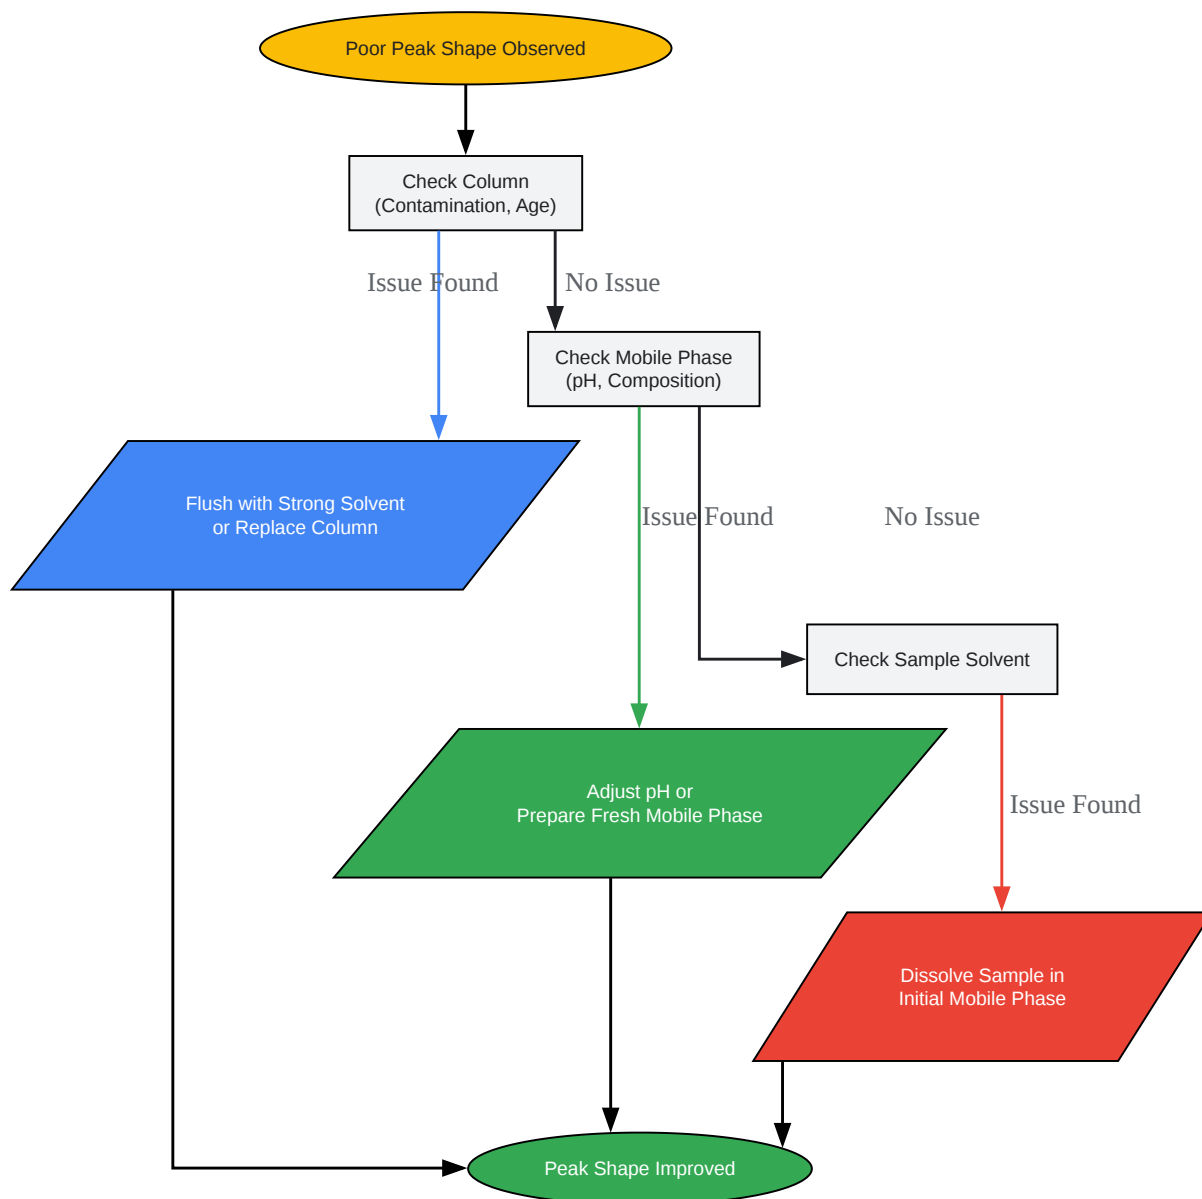 Poor Peak Shape Observed
Check Column
(Contamination, Age)
Issue Found
No Issue
Check Mobile Phase
(pH, Composition)
Flush with Strong Solvent
or Replace Column
Issue Found
No Issue
Check Sample Solvent
Adjust pH or
Prepare Fresh Mobile Phase
Issue Found
Dissolve Sample in
Initial Mobile Phase
Peak Shape Improved